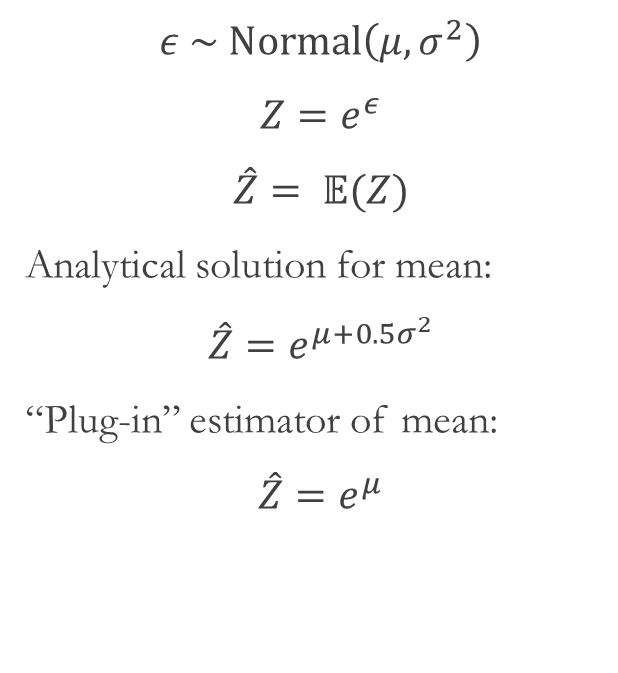 ϵ ~ Normal(μ, σ²)
Z = e^ϵ
Ẑ = 𝔼(Z)
Analytical solution for mean:
Ẑ = e^{μ+0.5σ²}
“Plug-in” estimator of mean:
Ẑ = e^μ